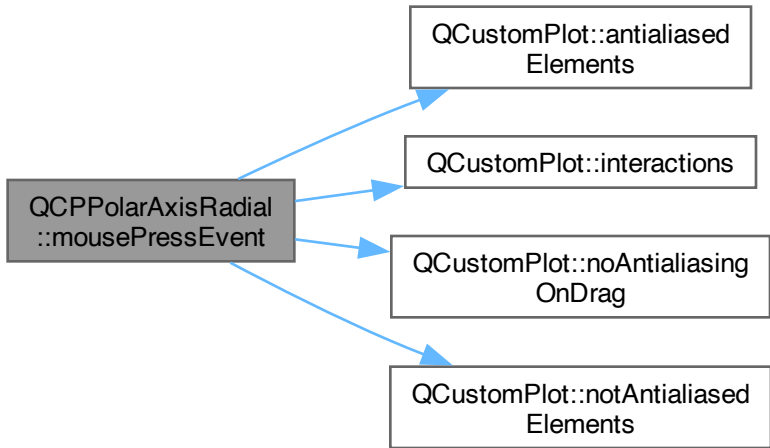 QCPPolarAxisRadial
::mousePressEvent
QCustomPlot::antialiased
Elements
QCustomPlot::interactions
QCustomPlot::noAntialiasing
OnDrag
QCustomPlot::notAntialiased
Elements